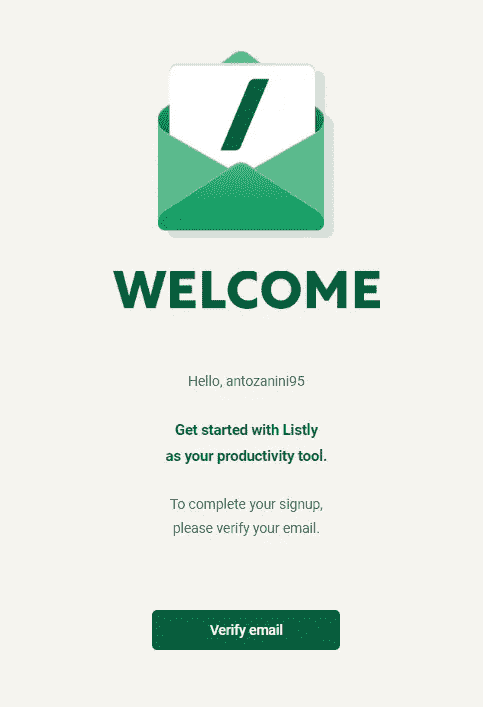 WELCOME
Hello, antozanini95
Get started with Listly
as your productivity tool.
To complete your signup,
please verify your email.
Verify email